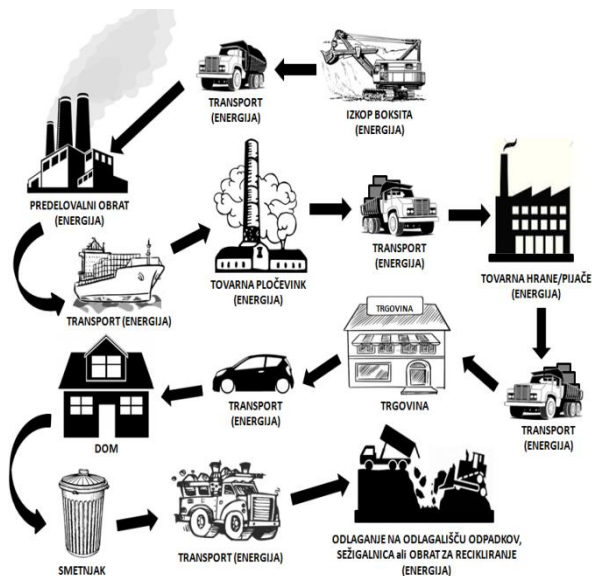 IZKOP BOKSITA
(ENERGIJA)
TRANSPORT
(ENERGIJA)
PREDELOVALNI OBRAT
(ENERGIJA)
TRANSPORT (ENERGIJA)
TOVARNA PLOČEVINK
(ENERGIJA)
TRANSPORT
(ENERGIJA)
TOVARNA HRANE/PIJAČE
(ENERGIJA)
TRANSPORT
(ENERGIJA)
TRGOVINA
TRGOVINA
TRANSPORT
(ENERGIJA)
DOM
SMETNJAK
TRANSPORT (ENERGIJA)
ODLAGANJE NA ODLAGALIŠČU ODPADKOV,
SEŽIGALNICA ali OBRAT ZA RECIKLIRANJE
(ENERGIJA)